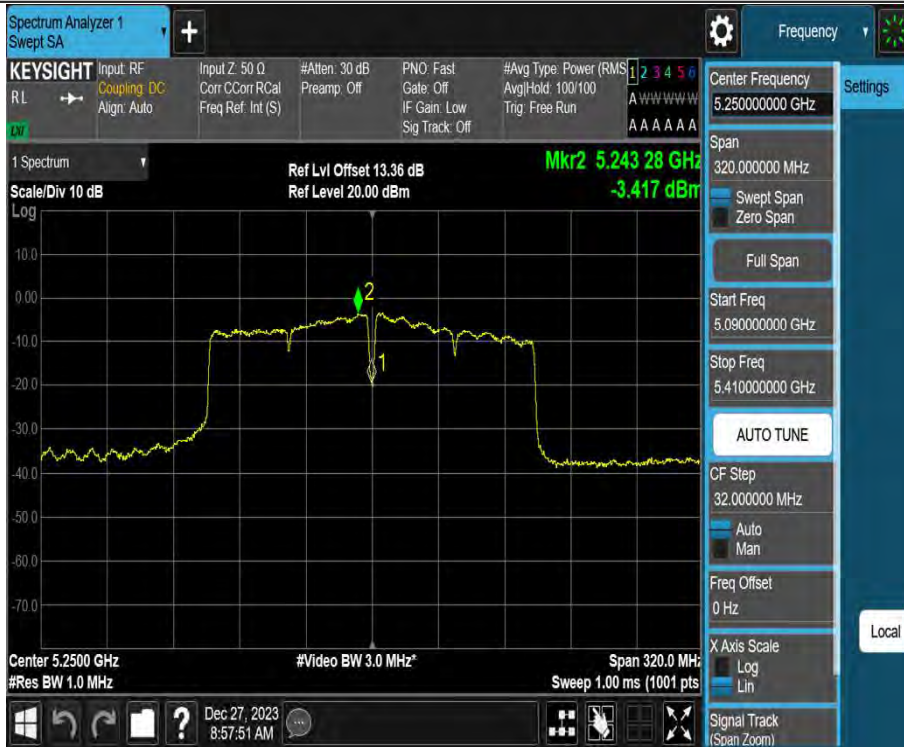 Spectrum Analyzer 1
Swept SA
+
Frequency
KEYSIGHT
RL
LXI
Input: RF
Coupling: DC
Align: Auto
Input Z: 50 Ω
Corr CCorr RCal
Freq Ref: Int (S)
#Atten: 30 dB
Preamp: Off
PNO: Fast
Gate: Off
IF Gain: Low
Sig Track: Off
#Avg Type: Power (RMS
Avg|Hold: 100/100
Trig: Free Run
1 2 3 4 5 6
A W W W W W
A A A A A A
1 Spectrum
Scale/Div 10 dB
Log
Ref Lvl Offset 13.36 dB
Ref Level 20.00 dBm
Mkr2 5.243 28 GHz
-3.417 dBm
10.0
0.00
-10.0
-20.0
-30.0
-40.0
-50.0
-60.0
-70.0
2
1
Center 5.2500 GHz
#Res BW 1.0 MHz
#Video BW 3.0 MHz*
Span 320.0 MHz
Sweep 1.00 ms (1001 pts
?
Dec 27, 2023
8:57:51 AM
Center Frequency
5.250000000 GHz
Span
320.000000 MHz
Swept Span
Zero Span
Full Span
Start Freq
5.090000000 GHz
Stop Freq
5.410000000 GHz
AUTO TUNE
CF Step
32.000000 MHz
Auto
Man
Freq Offset
0 Hz
X Axis Scale
Log
Lin
Signal Track
(Span Zoom)
Settings
Local